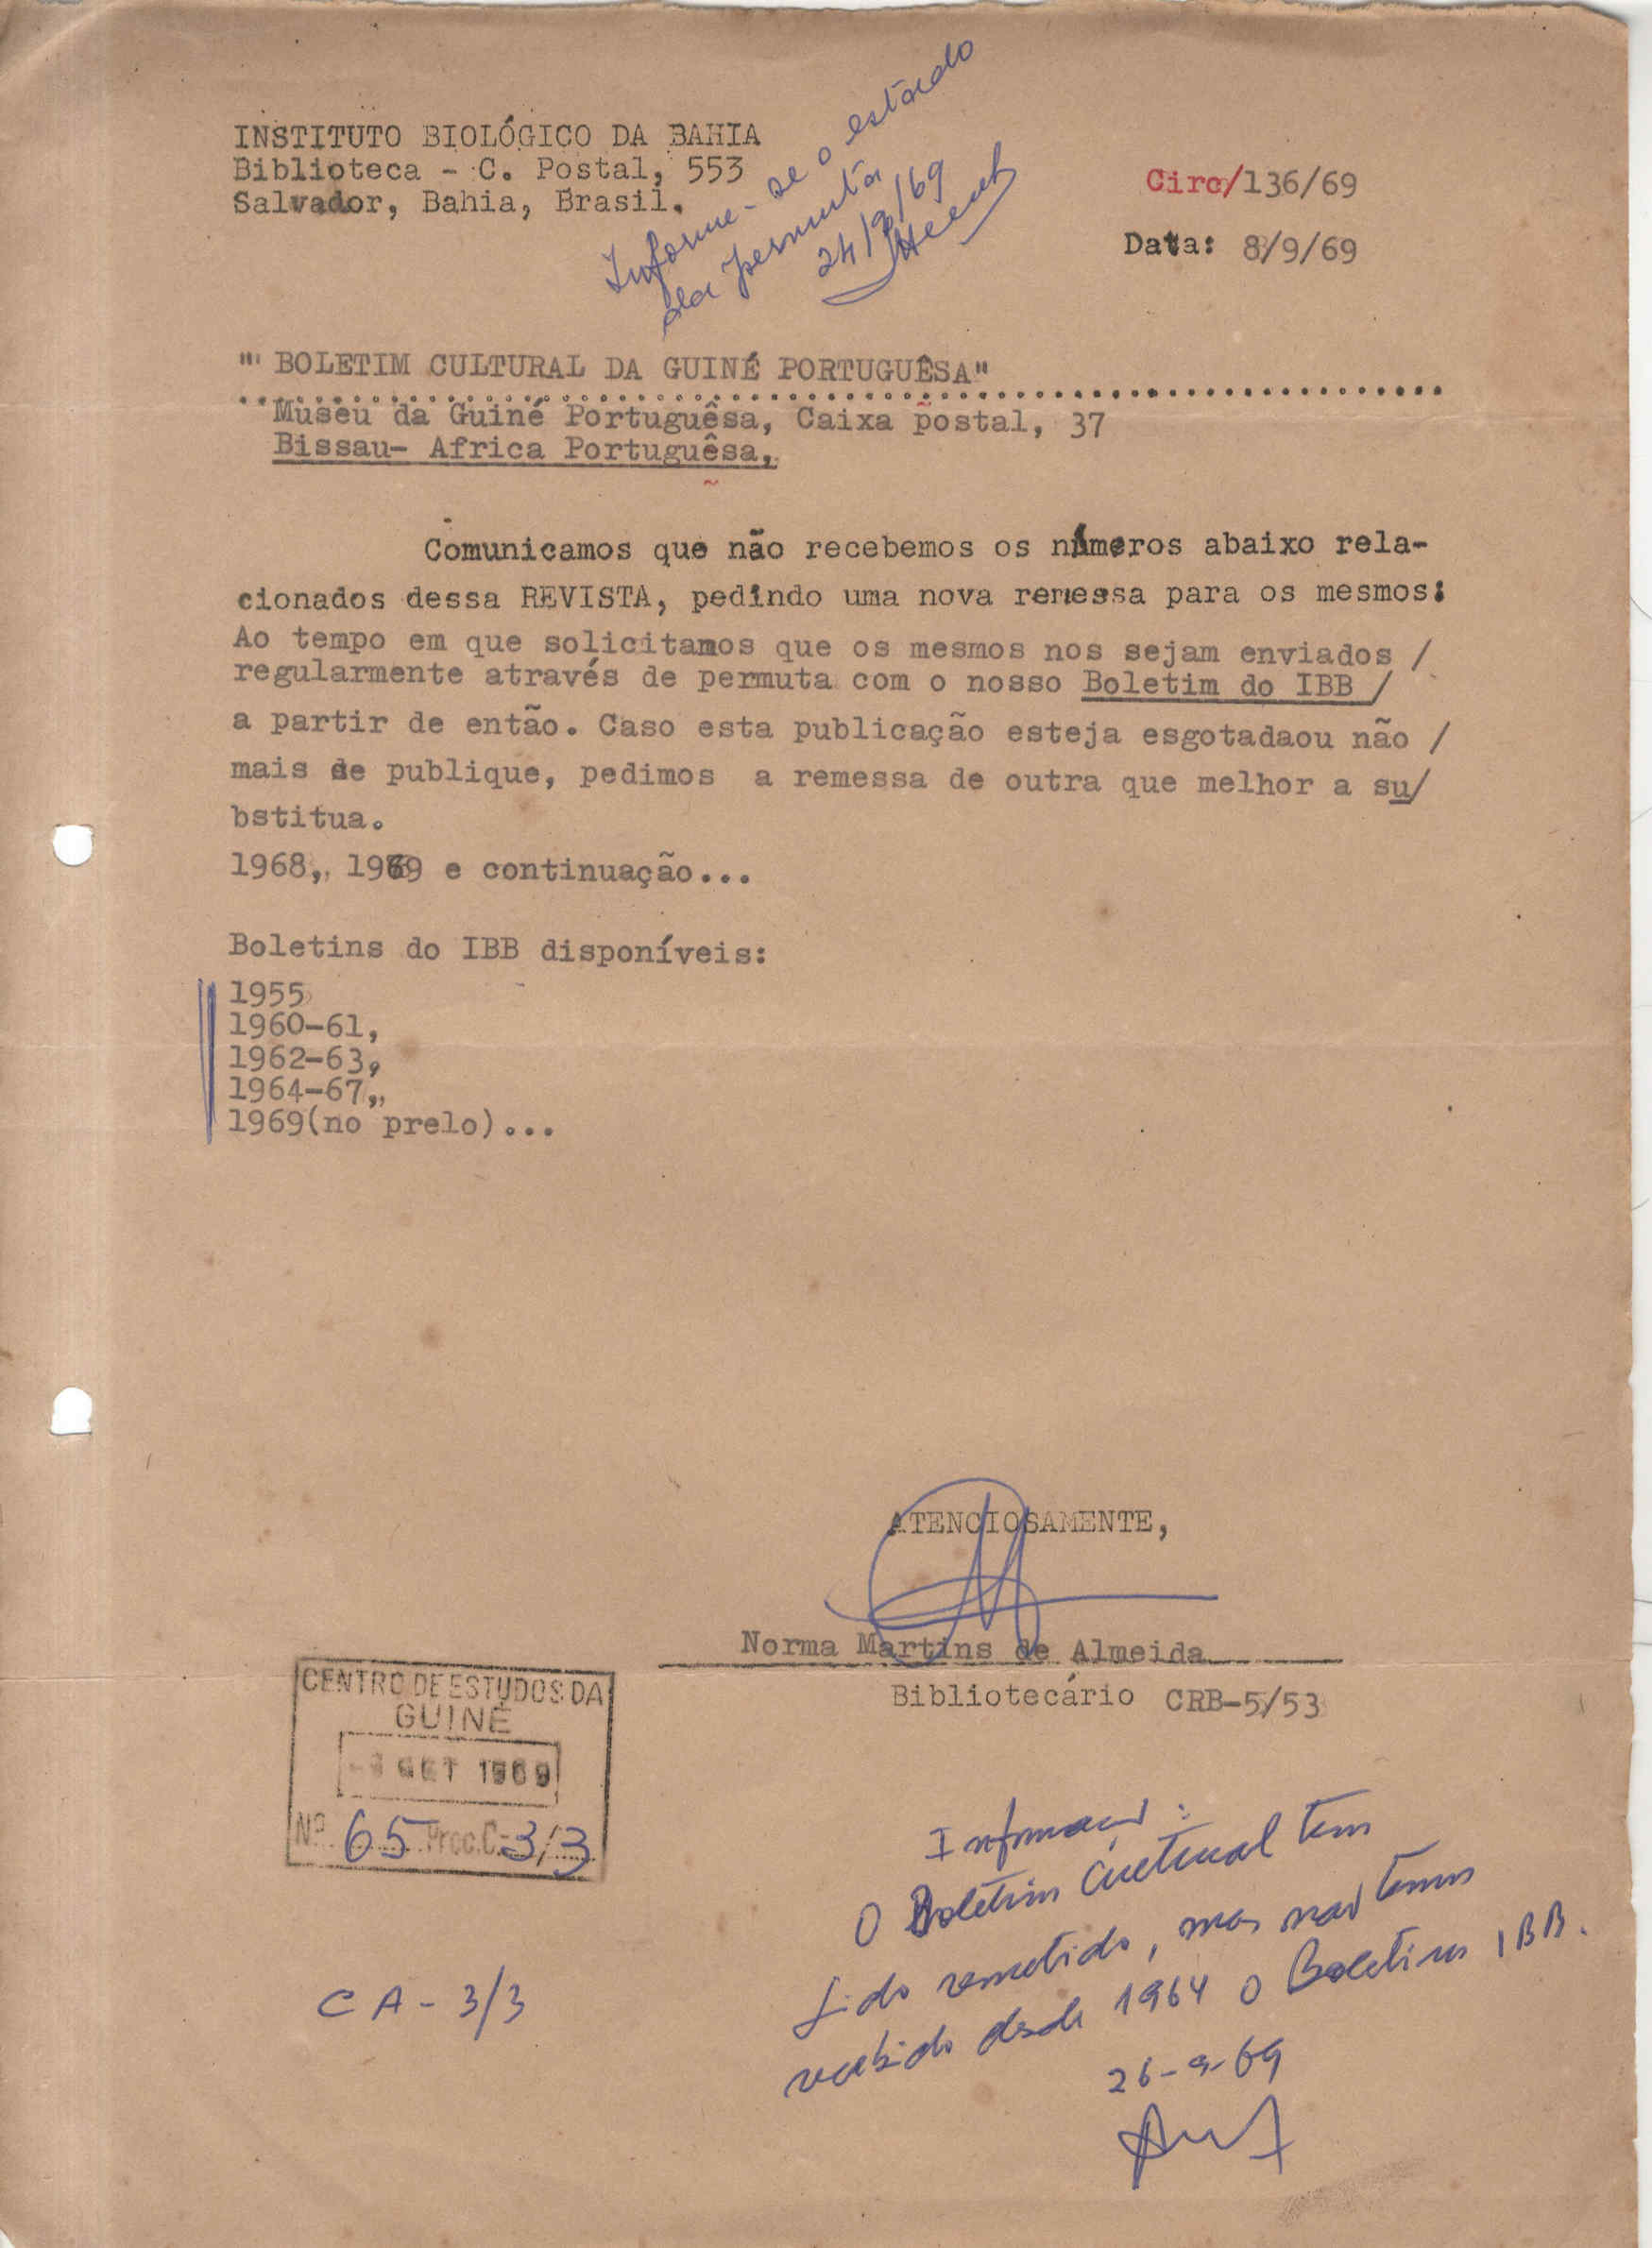 Informe-se o estado
da permuta
24/9/69
INSTITUTO BIOLÓGICO DA BAHIA
Biblioteca - C. Postal, 553
Salvador, Bahia, Brasil.
Circ/136/69
Data: 8/9/69
"' BOLETIM CULTURAL DA GUINÉ PORTUGUÊSA"
Museu da Guiné Portuguêsa, Caixa postal, 37
Bissau- Africa Portuguêsa,
Comunicamos que não recebemos os números abaixo rela-
cionados dessa REVISTA, pedindo uma nova remessa para os mesmos:
Ao tempo em que solicitamos que os mesmos nos sejam enviados /
regularmente através de permuta com o nosso Boletim do IBB /
a partir de então. Caso esta publicação esteja esgotadaou não /
mais se publique, pedimos a remessa de outra que melhor a su/
bstitua.
1968,, 1969 e continuação...
Boletins do IBB disponíveis:
1955
1960-61,
1962-63,
1964-67,,
1969(no prelo)...
ATENCIOSAMENTE,
Norma Martins de Almeida
Bibliotecário CRB-5/53
CENTRO DE ESTUDOS DA
GUINÉ
SET 1969
Nº 65 Proc. C-3/3
Informação:
O Boletim Cultural tem
sido remetido, mas não temos
recebido desde 1964 o Boletim IBB.
26-9-69
CA-3/3